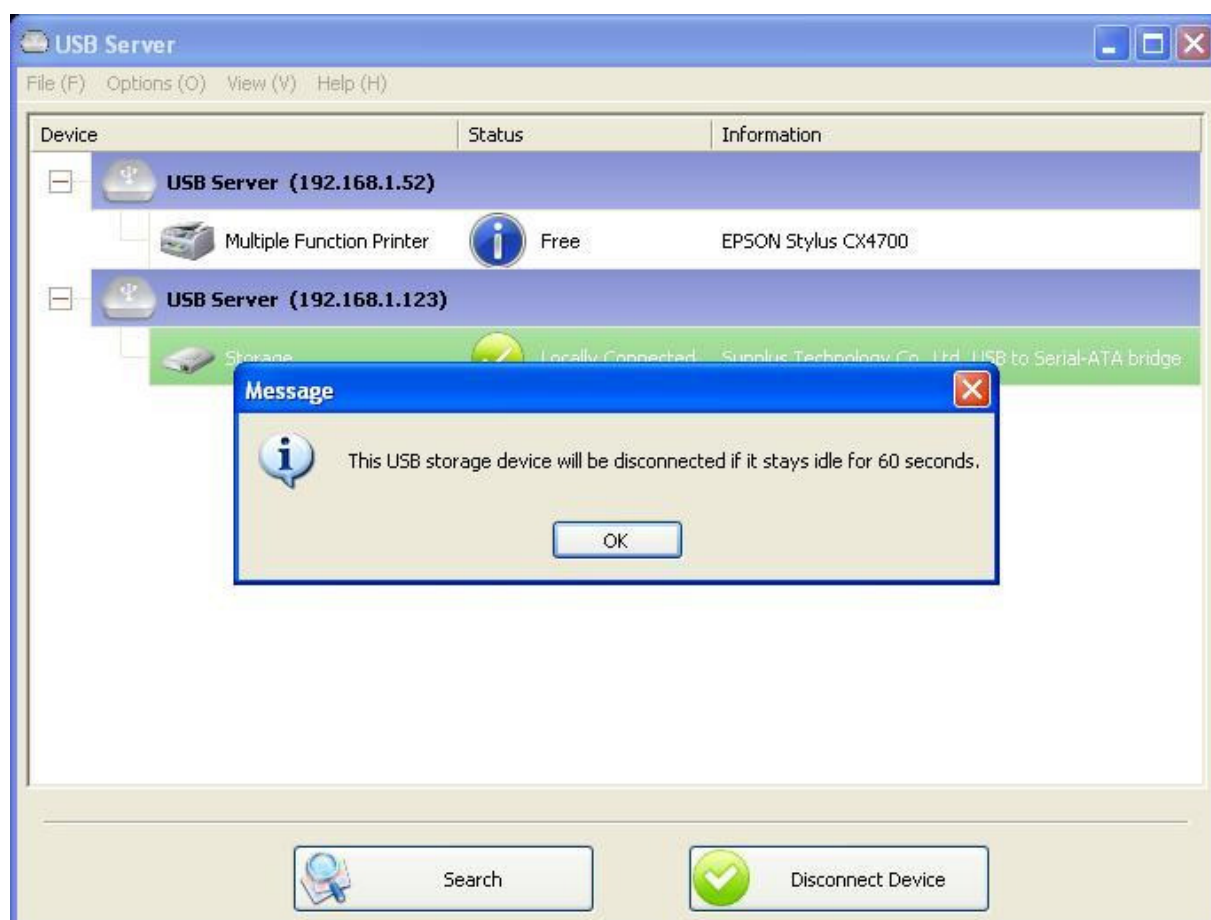 USB Server
File (F) Options (O) View (V) Help (H)
Device Status Information
USB Server (192.168.1.52)
Multiple Function Printer Free EPSON Stylus CX4700
USB Server (192.168.1.123)
Storage Locally Connected Sunplus Technology Co. Ltd. USB to Serial-ATA bridge
Message
This USB storage device will be disconnected if it stays idle for 60 seconds.
OK
Search Disconnect Device